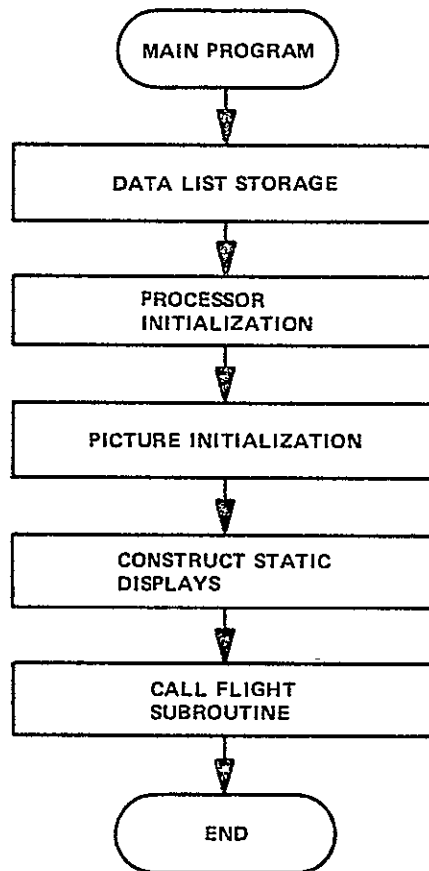 MAIN PROGRAM
DATA LIST STORAGE
PROCESSOR
INITIALIZATION
PICTURE INITIALIZATION
CONSTRUCT STATIC
DISPLAYS
CALL FLIGHT
SUBROUTINE
END